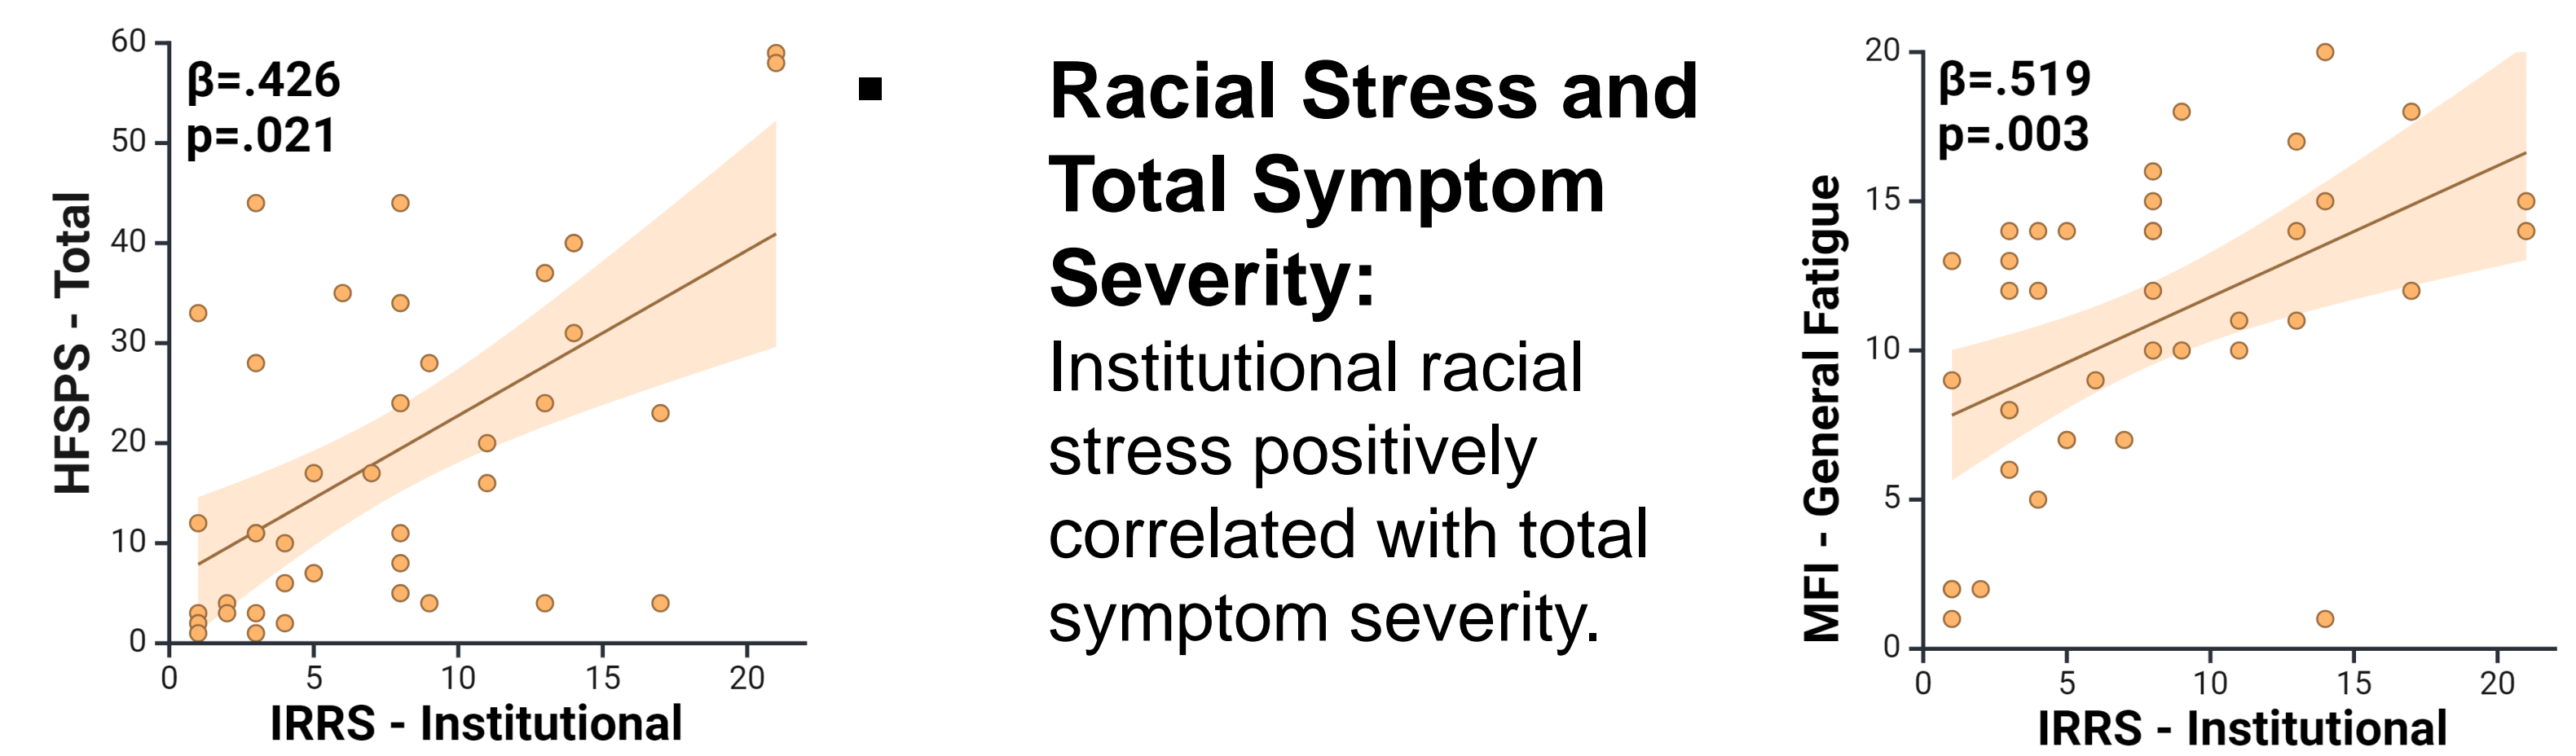 60
50
40
30
20
10
0
β=.426
p=.021
HFSPS - Total
0 5 10 15 20
IRRS - Institutional
▪ Racial Stress and
Total Symptom
Severity:
Institutional racial
stress positively
correlated with total
symptom severity.
20
15
10
5
0
β=.519
p=.003
MFI - General Fatigue
0 5 10 15 20
IRRS - Institutional